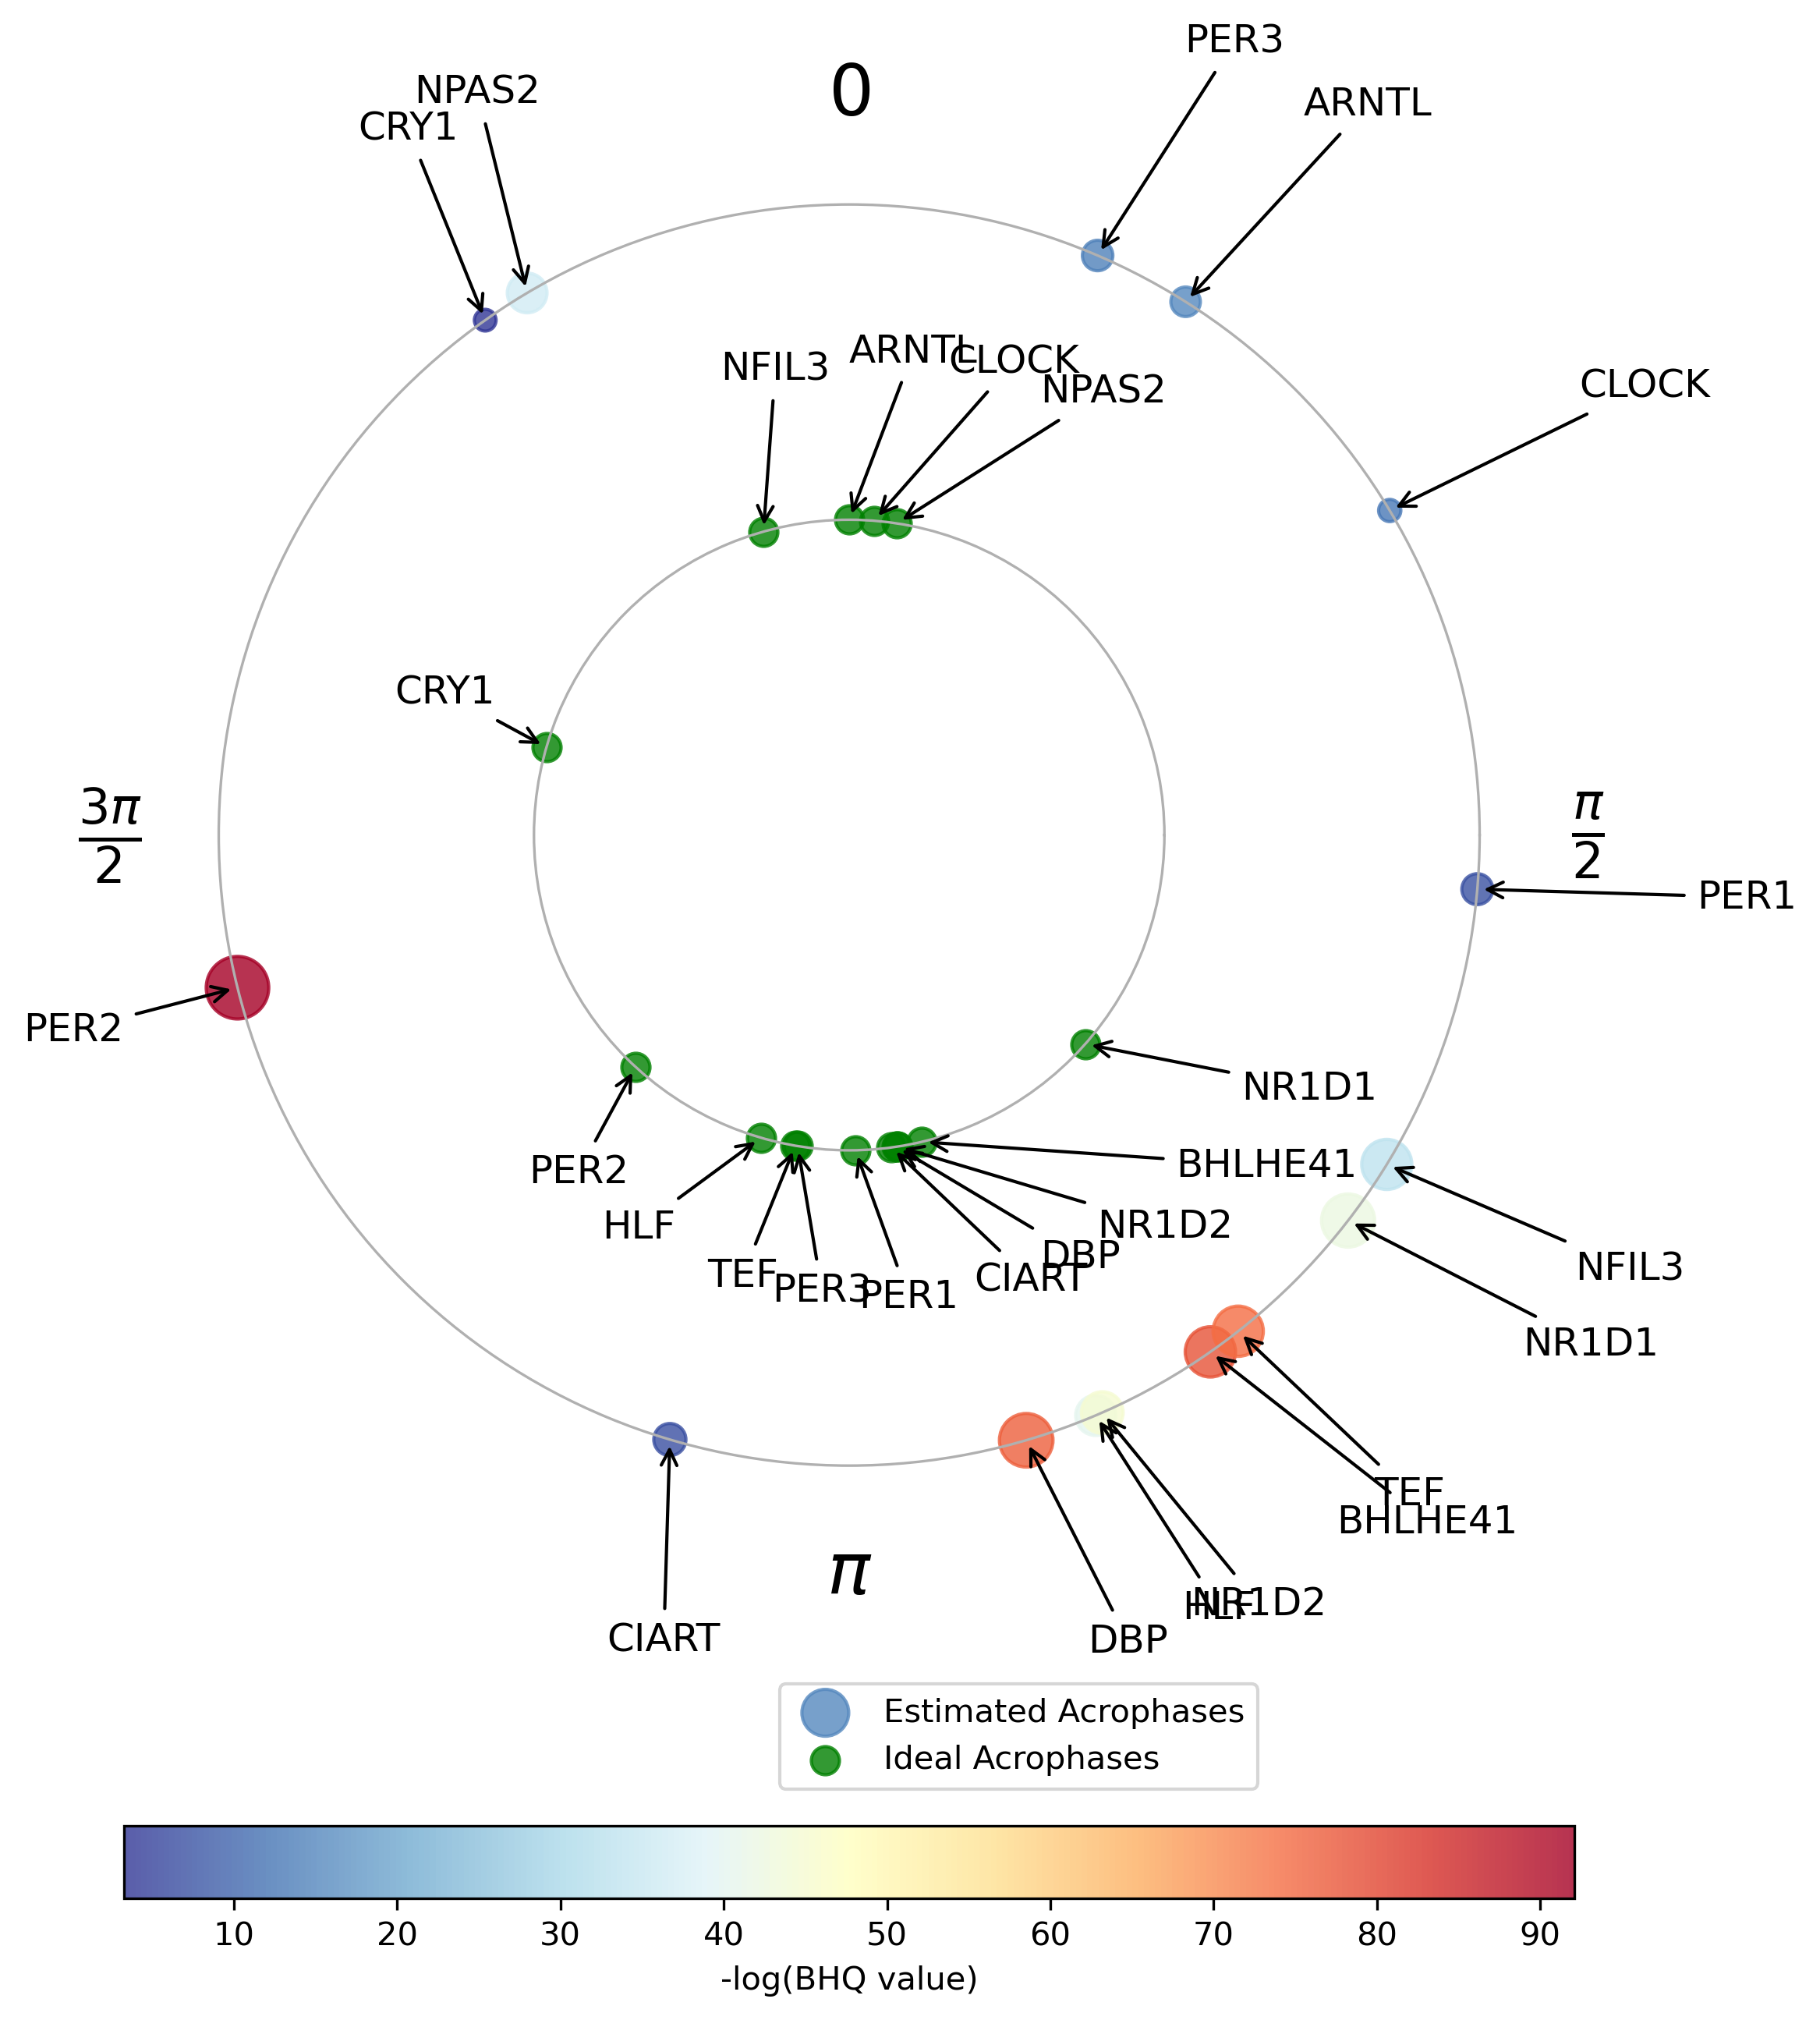 PER3
0
NPAS2
ARNTL
CRY1
ARNTL
CLOCK
NFIL3
NPAS2
CLOCK
CRY1
3π
2
π
2
PER1
PER2
NR1D1
PER2
BHLHE41
HLF
NR1D2
DBP
TEF
CIART
PER3
PER1
NFIL3
NR1D1
TEF
BHLHE41
π
HLF
NR1D2
CIART
DBP
Estimated Acrophases
Ideal Acrophases
10 20 30 40 50 60 70 80 90
-log(BHQ value)